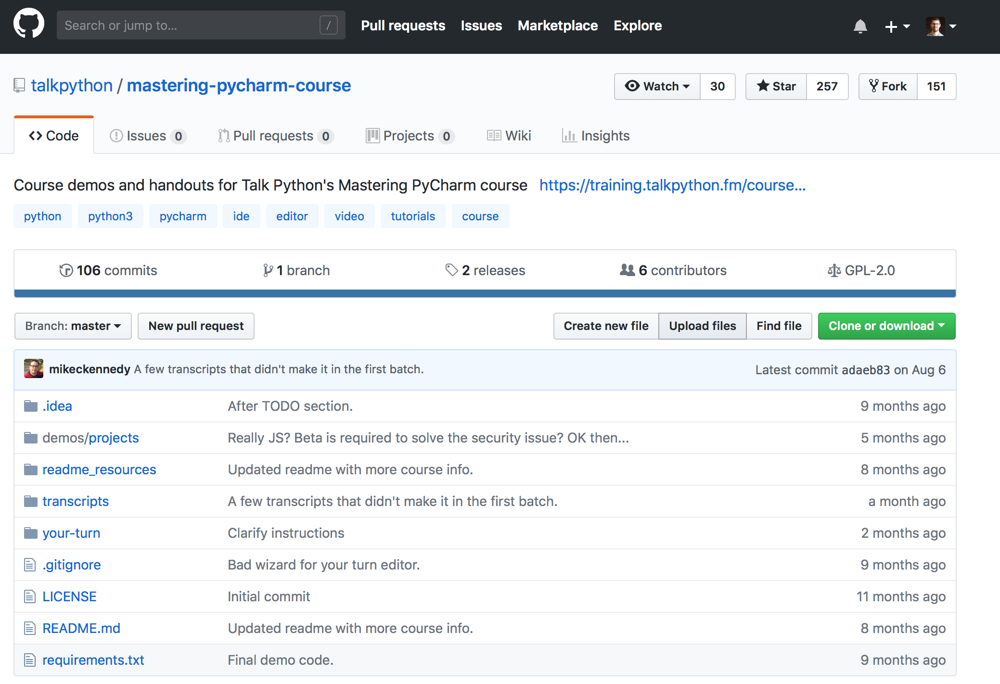 Search or jump to... /
Pull requests Issues Marketplace Explore
talkpython / mastering-pycharm-course
Watch 30 Star 257 Fork 151
Code Issues 0 Pull requests 0 Projects 0 Wiki Insights
Course demos and handouts for Talk Python's Mastering PyCharm course https://training.talkpython.fm/course...
python python3 pycharm ide editor video tutorials course
106 commits 1 branch 2 releases 6 contributors GPL-2.0
Branch: master New pull request Create new file Upload files Find file Clone or download
mikeckennedy A few transcripts that didn't make it in the first batch. Latest commit adaeb83 on Aug 6
.idea After TODO section. 9 months ago
demos/projects Really JS? Beta is required to solve the security issue? OK then... 5 months ago
readme_resources Updated readme with more course info. 8 months ago
transcripts A few transcripts that didn't make it in the first batch. a month ago
your-turn Clarify instructions 2 months ago
.gitignore Bad wizard for your turn editor. 9 months ago
LICENSE Initial commit 11 months ago
README.md Updated readme with more course info. 8 months ago
requirements.txt Final demo code. 9 months ago